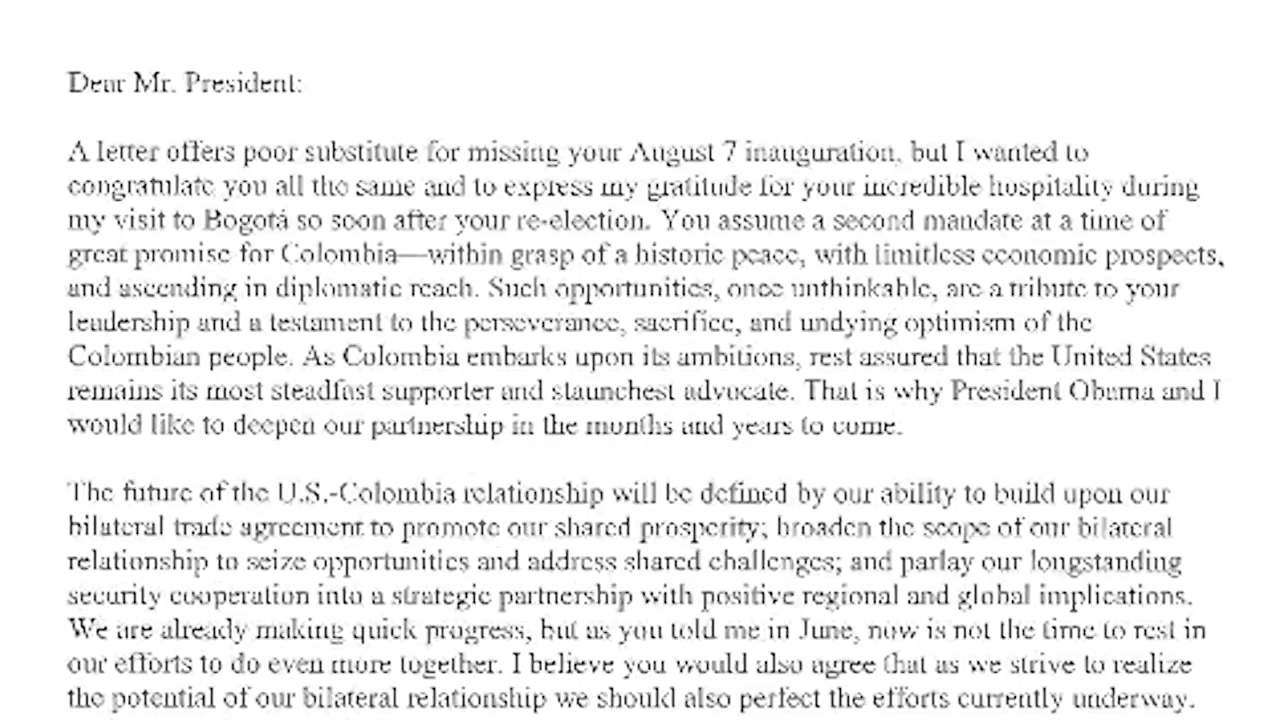 Dear Mr. President:
A letter offers poor substitute for missing your August 7 inauguration, but I wanted to
congratulate you all the same and to express my gratitude for your incredible hospitality during
my visit to Bogotá so soon after your re-election. You assume a second mandate at a time of
great promise for Colombia—within grasp of a historic peace, with limitless economic prospects,
and ascending in diplomatic reach. Such opportunities, once unthinkable, are a tribute to your
leadership and a testament to the perseverance, sacrifice, and undying optimism of the
Colombian people. As Colombia embarks upon its ambitions, rest assured that the United States
remains its most steadfast supporter and staunchest advocate. That is why President Obama and I
would like to deepen our partnership in the months and years to come.
The future of the U.S.-Colombia relationship will be defined by our ability to build upon our
bilateral trade agreement to promote our shared prosperity; broaden the scope of our bilateral
relationship to seize opportunities and address shared challenges; and parlay our longstanding
security cooperation into a strategic partnership with positive regional and global implications.
We are already making quick progress, but as you told me in June, now is not the time to rest in
our efforts to do even more together. I believe you would also agree that as we strive to realize
the potential of our bilateral relationship we should also perfect the efforts currently underway.